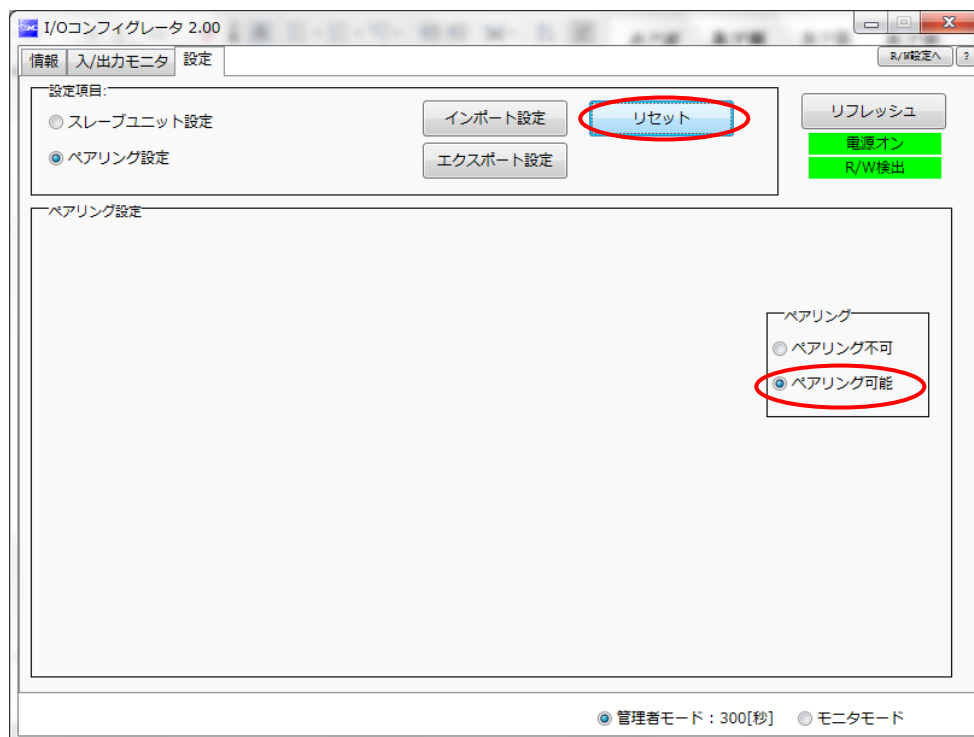 I/Oコンフィグレータ 2.00
情報 入/出力モニタ 設定 R/W設定へ ?
設定項目:
スレーブユニット設定 インポート設定 リセット リフレッシュ
ペアリング設定 エクスポート設定 電源オン
R/W検出
ペアリング設定
ペアリング
ペアリング不可
ペアリング可能
管理者モード：300[秒] モニタモード